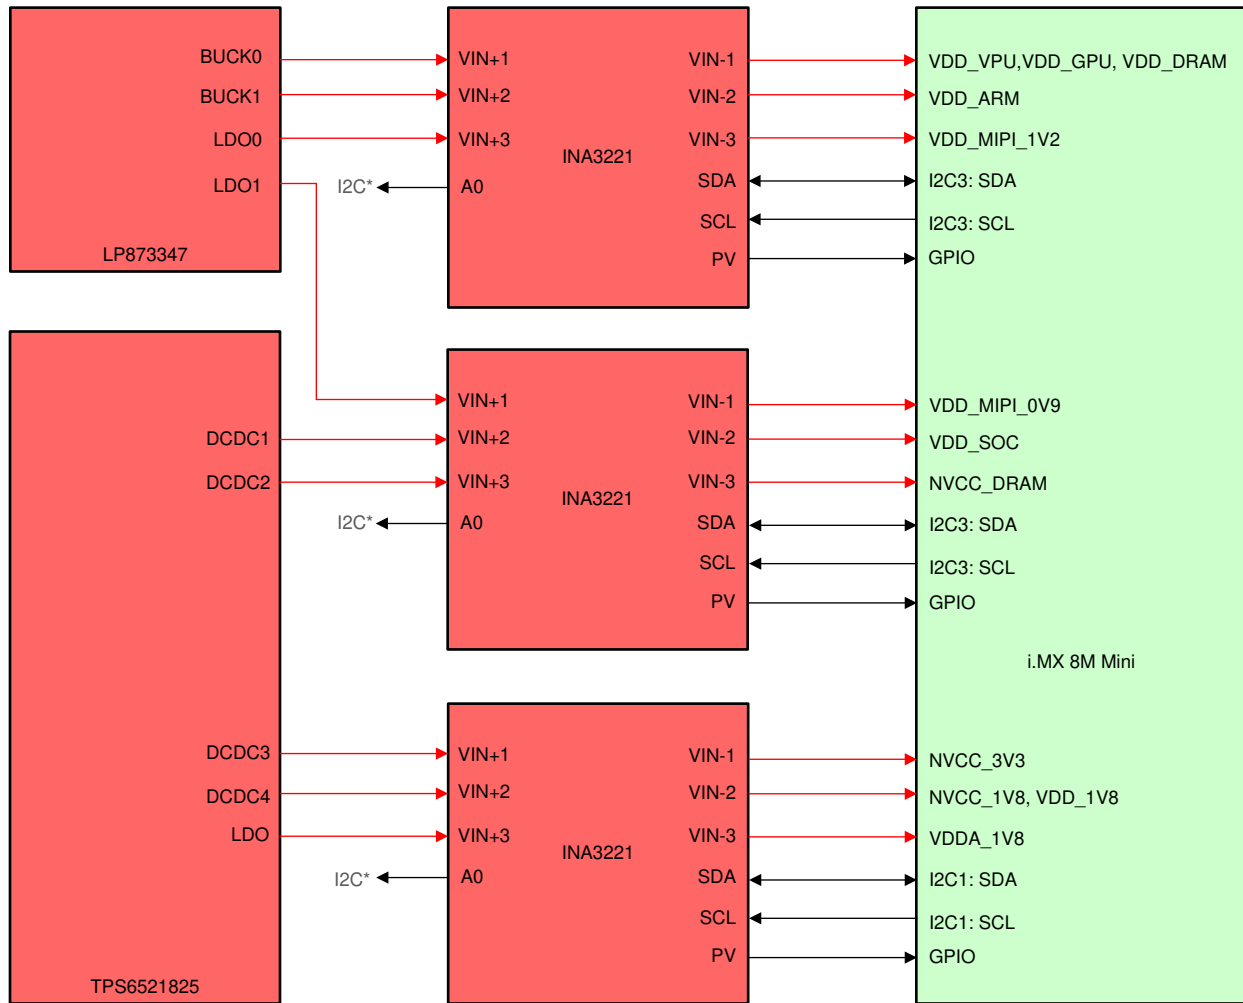 BUCK0
BUCK1
LDO0
LDO1
LP873347
VIN+1
VIN+2
VIN+3
I2C*
A0
INA3221
VIN-1
VIN-2
VIN-3
SDA
SCL
PV
VDD_VPU,VDD_GPU, VDD_DRAM
VDD_ARM
VDD_MIPI_1V2
I2C3: SDA
I2C3: SCL
GPIO
DCDC1
DCDC2
VIN+1
VIN+2
VIN+3
I2C*
A0
INA3221
VIN-1
VIN-2
VIN-3
SDA
SCL
PV
VDD_MIPI_0V9
VDD_SOC
NVCC_DRAM
I2C3: SDA
I2C3: SCL
GPIO
i.MX 8M Mini
DCDC3
DCDC4
LDO
TPS6521825
VIN+1
VIN+2
VIN+3
I2C*
A0
INA3221
VIN-1
VIN-2
VIN-3
SDA
SCL
PV
NVCC_3V3
NVCC_1V8, VDD_1V8
VDDA_1V8
I2C1: SDA
I2C1: SCL
GPIO